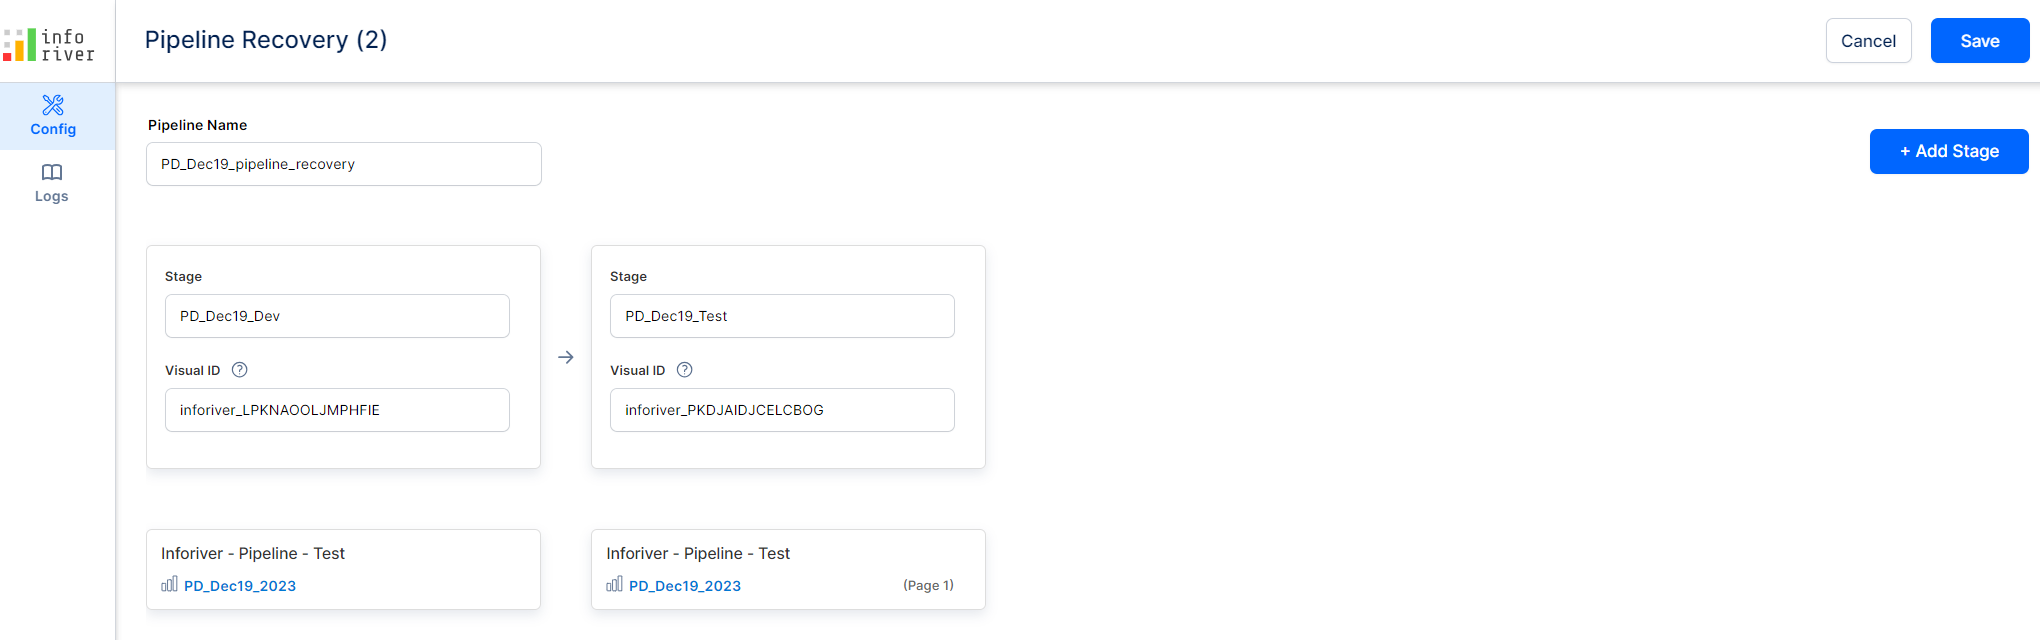 info
river
Pipeline Recovery (2)
Cancel
Save
Config
Logs
Pipeline Name
PD_Dec19_pipeline_recovery
+ Add Stage
Stage
PD_Dec19_Dev
Visual ID ?
inforiver_LPKNAOOLJMPHFIE
Stage
PD_Dec19_Test
Visual ID ?
inforiver_PKDJAIDJCELCBOG
Inforiver - Pipeline - Test
PD_Dec19_2023
Inforiver - Pipeline - Test
PD_Dec19_2023 (Page 1)